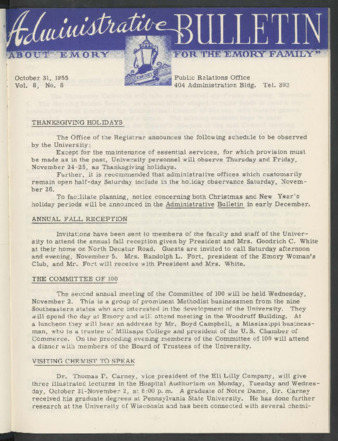 Administrative BULLETIN
ABOUT EMORY FOR THE EMORY FAMILY"
October 31, 1955 Public Relations Office
Vol. 8, No. 8 404 Administration Bldg. Tel. 392
THANKSGIVING HOLIDAYS
The Office of the Registrar announces the following schedule to be observed
by the University:
Except for the maintenance of essential services, for which provision must
be made as in the past, University personnel will observe Thursday and Friday,
November 24-25, as Thanksgiving holidays.
Further, it is recommended that administrative offices which customarily
remain open half-day Saturday include in the holiday observance Saturday, Novem-
ber 26.
To facilitate planning, notice concerning both Christmas and New Year's
holiday periods will be announced in the Administrative Bulletin in early December.
ANNUAL FALL RECEPTION
Invitations have been sent to members of the faculty and staff of the Univer-
sity to attend the annual fall reception given by President and Mrs. Goodrich C. White
at their home on North Decatur Road. Guests are invited to call Saturday afternoon
and evening, November 5. Mrs. Randolph L. Fort, president of the Emory Woman's
Club, and Mr. Fort will receive with President and Mrs. White.
THE COMMITTEE OF 100
The second annual meeting of the Committee of 100 will be held Wednesday,
November 2. This is a group of prominent Methodist businessmen from the nine
Southeastern states who are interested in the development of the University. They
will spend the day at Emory and will attend meeting in the Woodruff Building. At
a luncheon they will hear an address by Mr. Boyd Campbell, a Mississippi business-
man, who is a trustee of Millsaps College and president of the U.S. Chamber of
Commerce. On the preceding evening members of the Committee of 100 will attend
a dinner with members of the Board of Trustees of the University.
VISITING CHEMIST TO SPEAK
Dr. Thomas P. Carney, vice president of the Eli Lilly Company, will give
three illustrated lectures in the Hospital Auditorium on Monday, Tuesday and Wednes-
day, October 31-November 2, at 8:00 p.m. A graduate of Notre Dame, Dr. Carney
received his graduate degrees at Pennsylvania State University. He has done further
research at the University of Wisconsin and has been connected with several chemi-